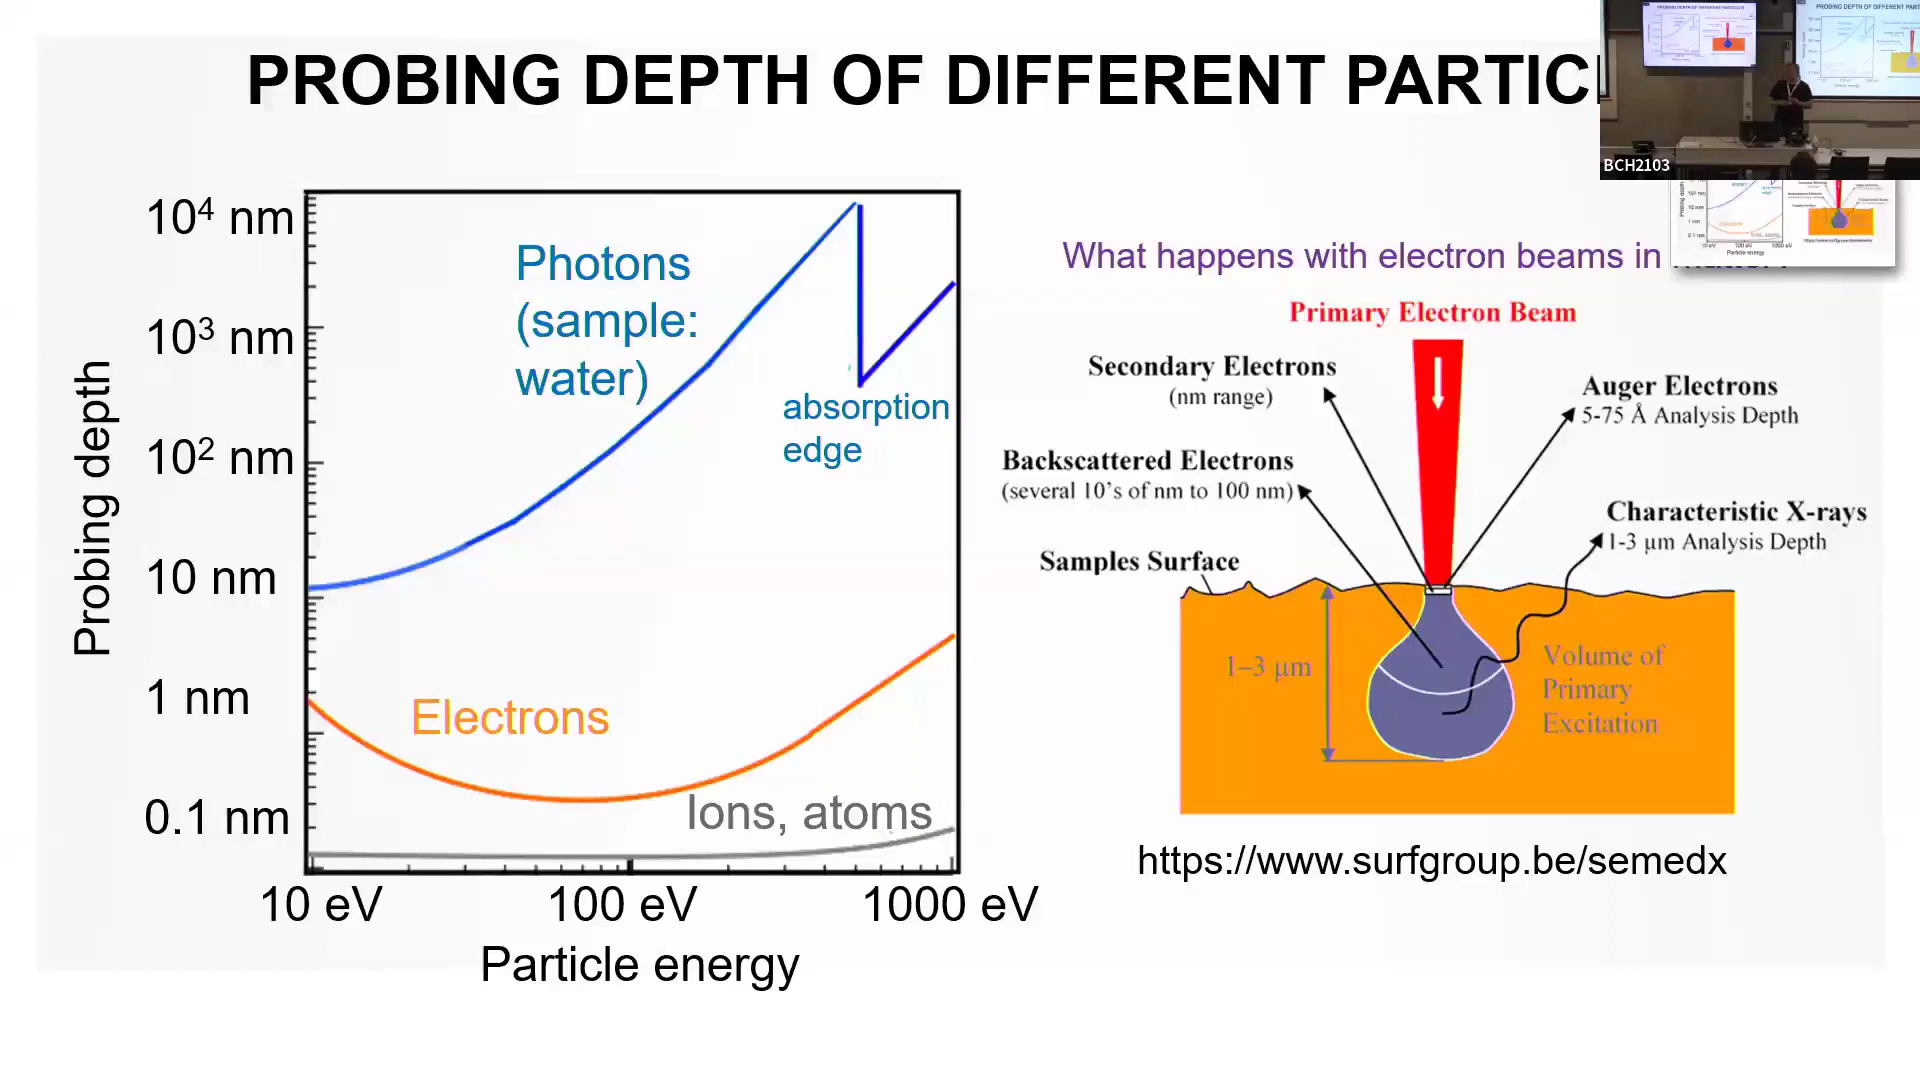 PROBING DEPTH OF DIFFERENT PARTIC
BCH2103
10⁴ nm
10³ nm
10² nm
10 nm
1 nm
0.1 nm
Probing depth
Photons
(sample:
water)
absorption
edge
Electrons
Ions, atoms
10 eV
100 eV
1000 eV
Particle energy
What happens with electron beams in
Primary Electron Beam
Secondary Electrons
(nm range)
Auger Electrons
5-75 Å Analysis Depth
Backscattered Electrons
(several 10's of nm to 100 nm)
Characteristic X-rays
1-3 µm Analysis Depth
Samples Surface
1–3 µm
Volume of
Primary
Excitation
https://www.surfgroup.be/semedx